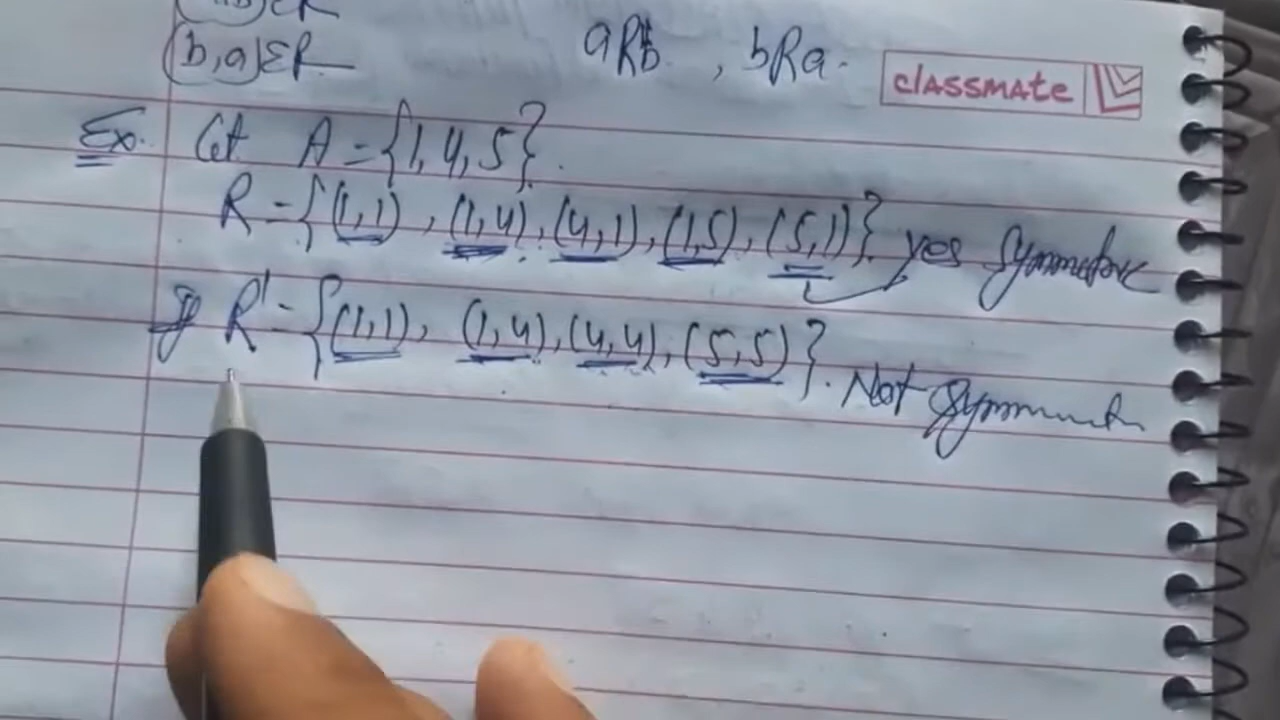 (b,a)ER
aRb, bRa.
classmate
Ex. Let A = {1, 4, 5}.
R = {(1,1), (1,4), (4,1), (1,5), (5,1)}. yes Symmetric
If R' = {(1,1), (1,4), (4,4), (5,5)}. Not